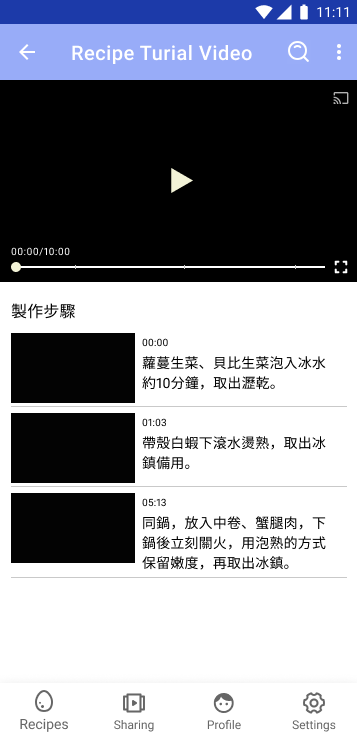 11:11
Recipe Turial Video
00:00/10:00
製作步驟
00:00
蘿蔓生菜、貝比生菜泡入冰水
約10分鐘，取出瀝乾。
01:03
帶殼白蝦下滾水燙熟，取出冰
鎮備用。
05:13
同鍋，放入中卷、蟹腿肉，下
鍋後立刻關火，用泡熟的方式
保留嫩度，再取出冰鎮。
Recipes
Sharing
Profile
Settings